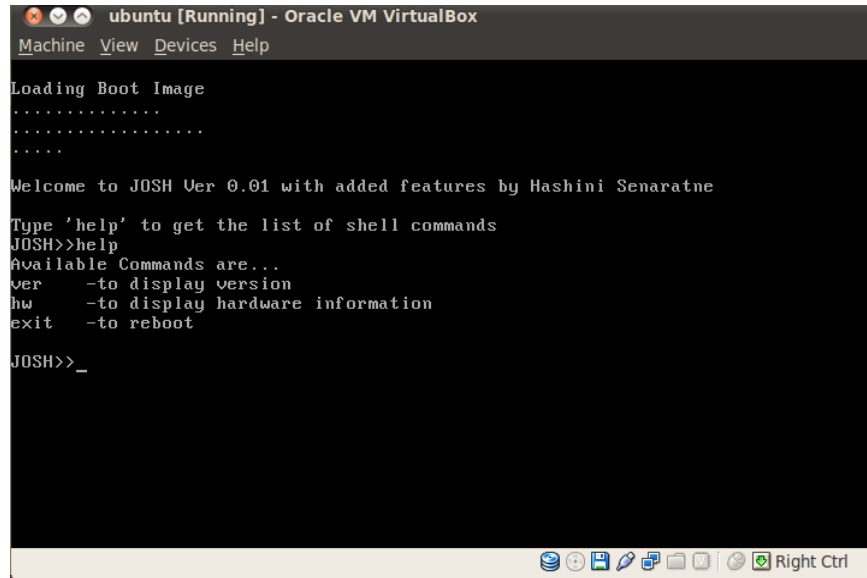 ubuntu [Running] - Oracle VM VirtualBox
Machine View Devices Help
Loading Boot Image
..............
..................
.....
Welcome to JOSH Ver 0.01 with added features by Hashini Senaratne
Type 'help' to get the list of shell commands
JOSH>>help
Available Commands are...
ver -to display version
hw -to display hardware information
exit -to reboot
JOSH>>_
Right Ctrl